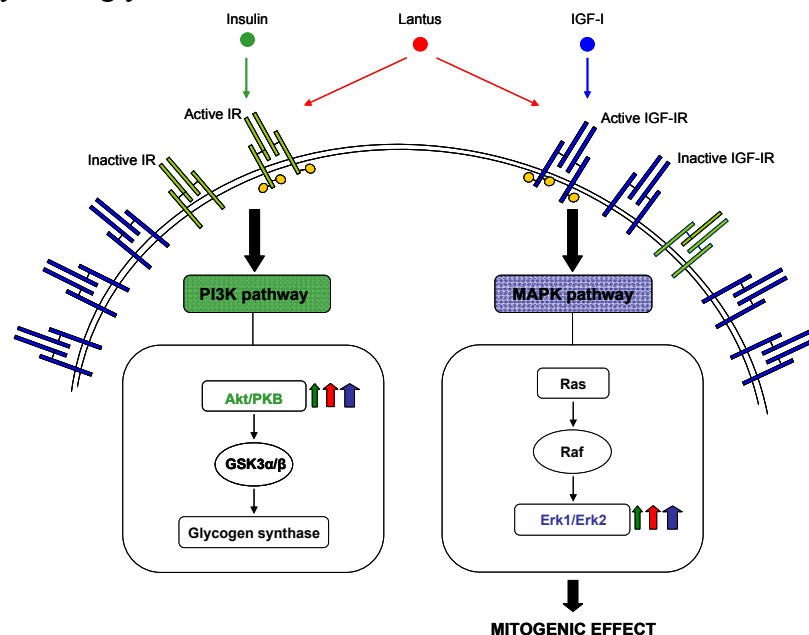 Insulin
Lantus
IGF-I
Active IR
Active IGF-IR
Inactive IR
Inactive IGF-IR
PI3K pathway
MAPK pathway
Akt/PKB
Ras
GSK3α/β
Raf
Glycogen synthase
Erk1/Erk2
MITOGENIC EFFECT